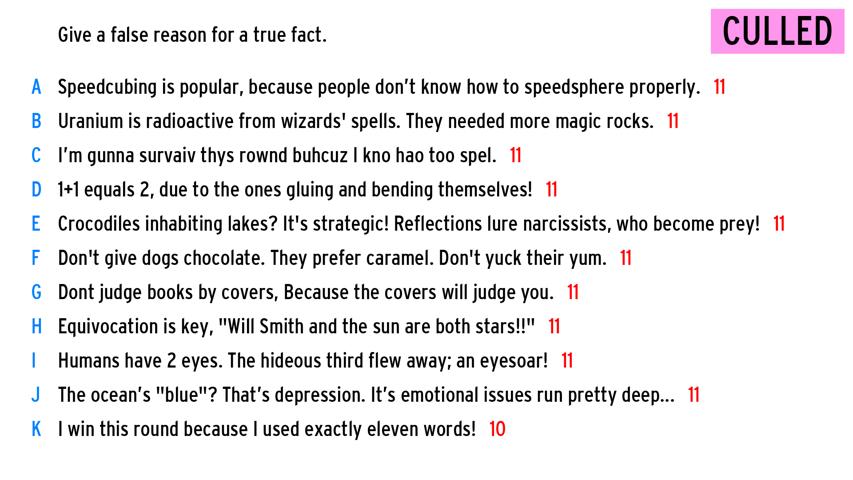 Give a false reason for a true fact.
CULLED
A Speedcubing is popular, because people don't know how to speedsphere properly. 11
B Uranium is radioactive from wizards' spells. They needed more magic rocks. 11
C I'm gunna survaiv thys rownd buhcuz I kno hao too spel. 11
D 1+1 equals 2, due to the ones gluing and bending themselves! 11
E Crocodiles inhabiting lakes? It's strategic! Reflections lure narcissists, who become prey! 11
F Don't give dogs chocolate. They prefer caramel. Don't yuck their yum. 11
G Dont judge books by covers, Because the covers will judge you. 11
H Equivocation is key, "Will Smith and the sun are both stars!!" 11
I Humans have 2 eyes. The hideous third flew away; an eyesoar! 11
J The ocean's "blue"? That's depression. It's emotional issues run pretty deep... 11
K I win this round because I used exactly eleven words! 10